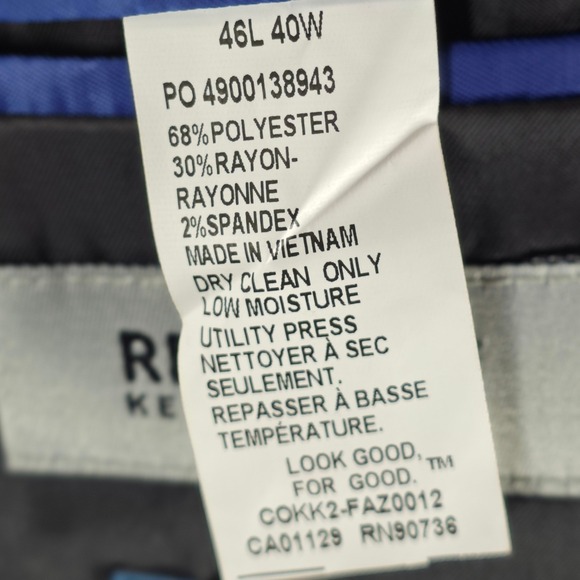 46L 40W
PO 4900138943
68%POLYESTER
30%RAYON-
RAYONNE
2%SPANDEX
MADE IN VIETNAM
DRY CLEAN ONLY
LOW MOISTURE
UTILITY PRESS
NETTOYER À SEC
SEULEMENT.
REPASSER À BASSE
TEMPÉRATURE.
LOOK GOOD,
FOR GOOD.™
COKK2-FAZ0012
CA01129 RN90736